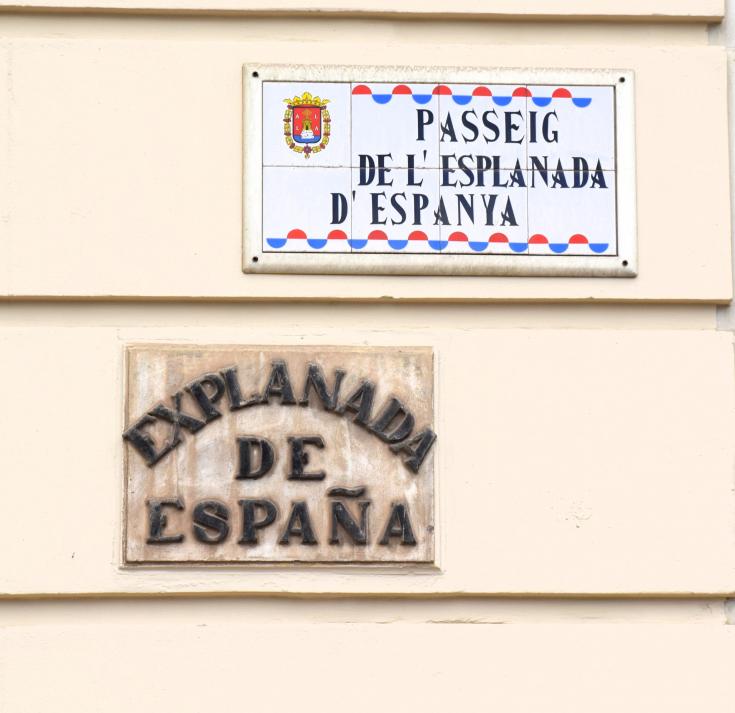 PASSEIG
DE L' ESPLANADA
D' ESPANYA
EXPLANADA
DE
ESPAÑA